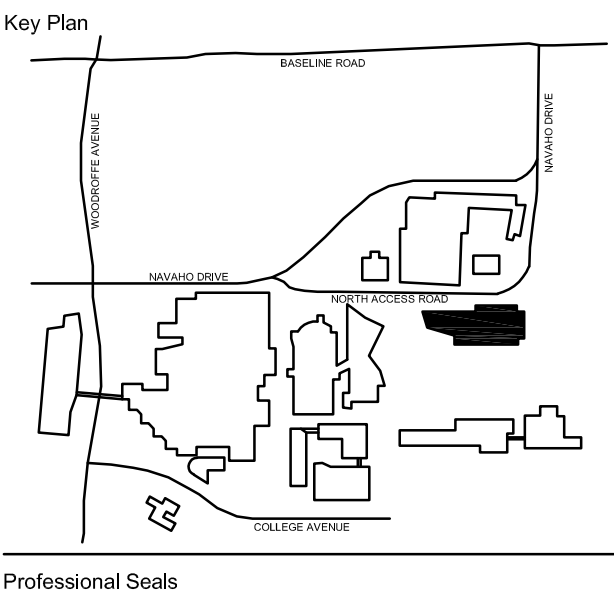 Key Plan
BASELINE ROAD
WOODROFFE AVENUE
NAVAHO DRIVE
NAVAHO DRIVE
NORTH ACCESS ROAD
COLLEGE AVENUE
Professional Seals